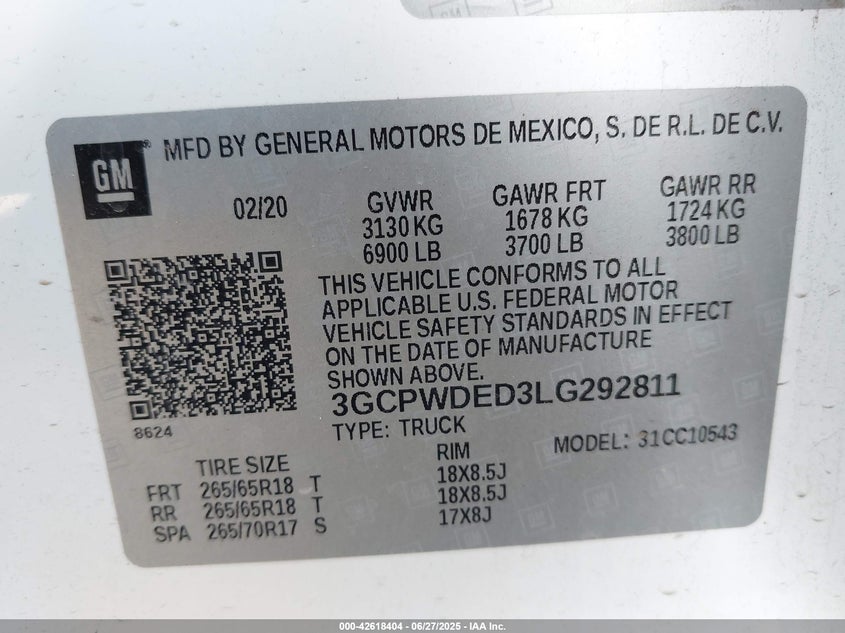 GM
MFD BY GENERAL MOTORS DE MEXICO, S. DE R.L. DE C.V.
02/20 GVWR GAWR FRT GAWR RR
3130 KG 1678 KG 1724 KG
6900 LB 3700 LB 3800 LB
THIS VEHICLE CONFORMS TO ALL
APPLICABLE U.S. FEDERAL MOTOR
VEHICLE SAFETY STANDARDS IN EFFECT
ON THE DATE OF MANUFACTURE
SHOWN ABOVE.
3GCPWDED3LG292811
8624
TYPE: TRUCK MODEL: 31CC10543
TIRE SIZE RIM
FRT 265/65R18 T 18X8.5J
RR 265/65R18 T 18X8.5J
SPA 265/70R17 S 17X8J
000-42618404 - 06/27/2025 - IAA Inc.